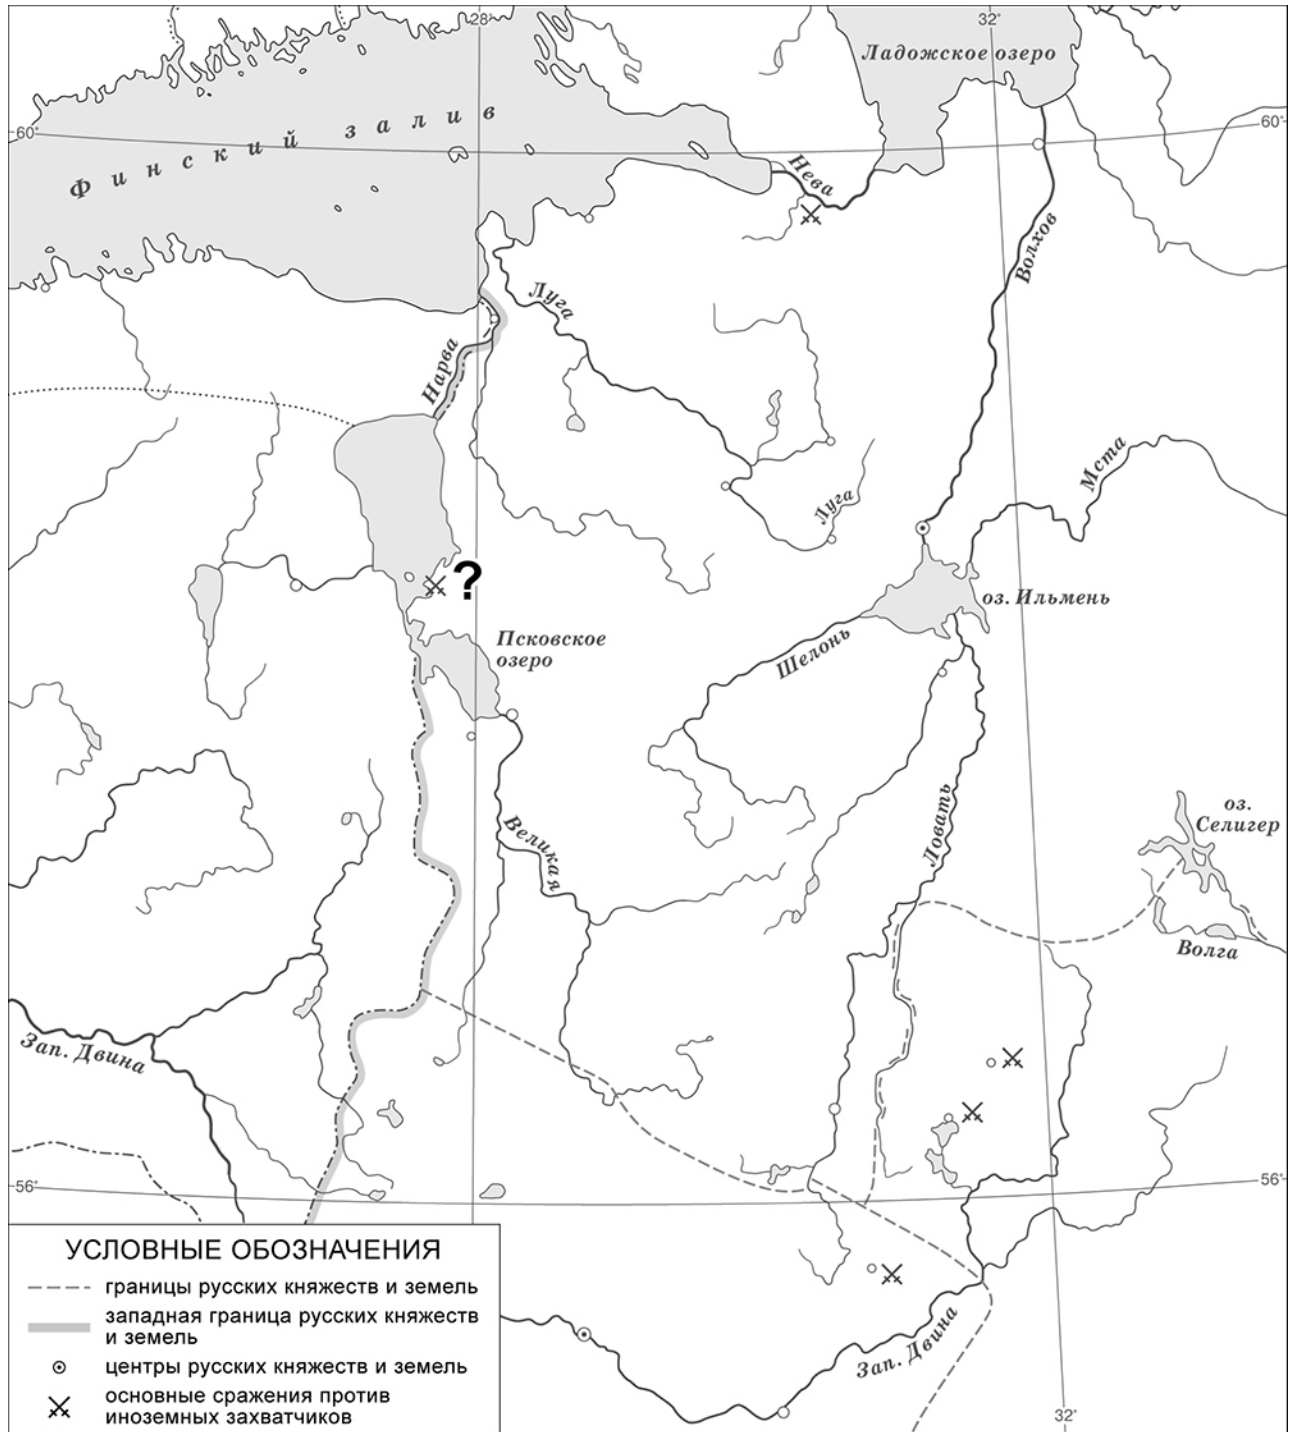 28°
32°
Ладожское озеро
60°
60°
Финский залив
Нева
Волхов
Луга
Нарва
Мста
Луга
?
оз. Ильмень
Псковское
озеро
Шелонь
Ловать
оз.
Селигер
Великая
Волга
Зап. Двина
56°
56°
Зап. Двина
32°
УСЛОВНЫЕ ОБОЗНАЧЕНИЯ
границы русских княжеств и земель
западная граница русских княжеств
и земель
центры русских княжеств и земель
основные сражения против
иноземных захватчиков